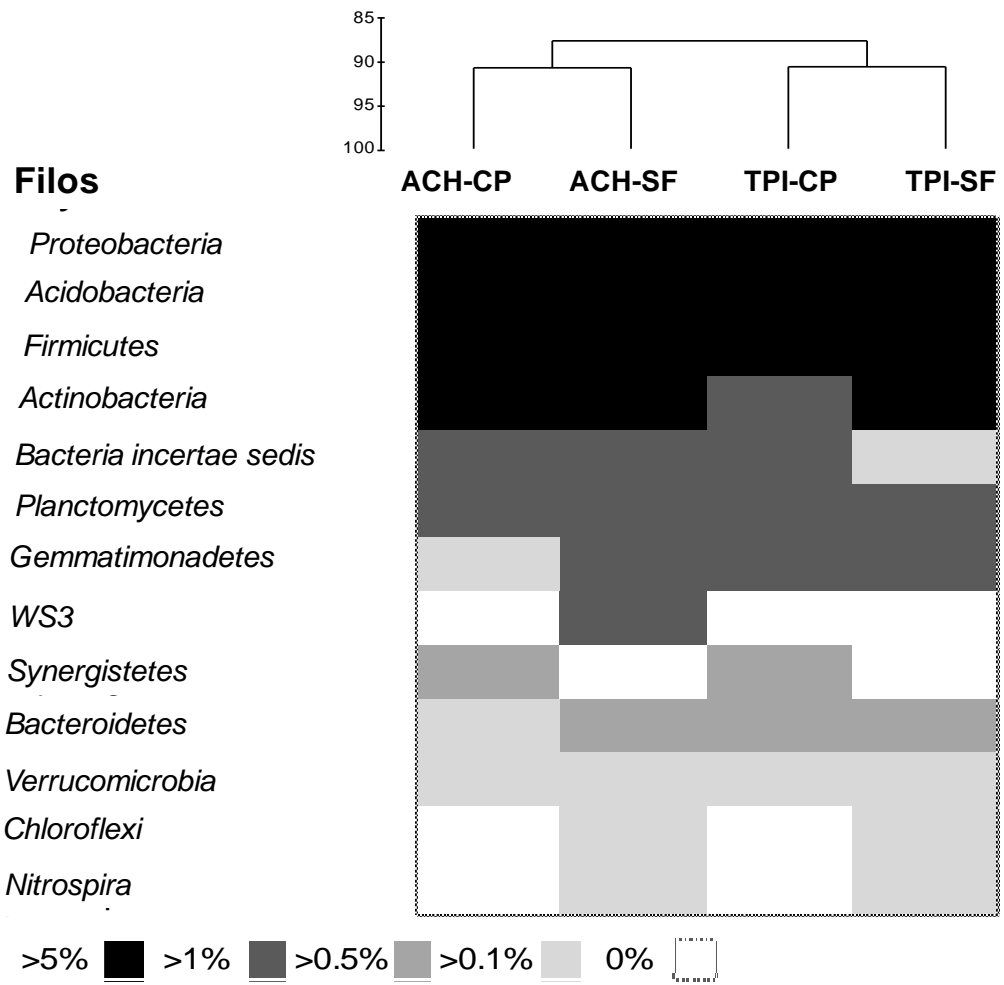 85
90
95
100
Filos ACH-CP ACH-SF TPI-CP TPI-SF
Proteobacteria
Acidobacteria
Firmicutes
Actinobacteria
Bacteria incertae sedis
Planctomycetes
Gemmatimonadetes
WS3
Synergistetes
Bacteroidetes
Verrucomicrobia
Chloroflexi
Nitrospira
>5% >1% >0.5% >0.1% 0%